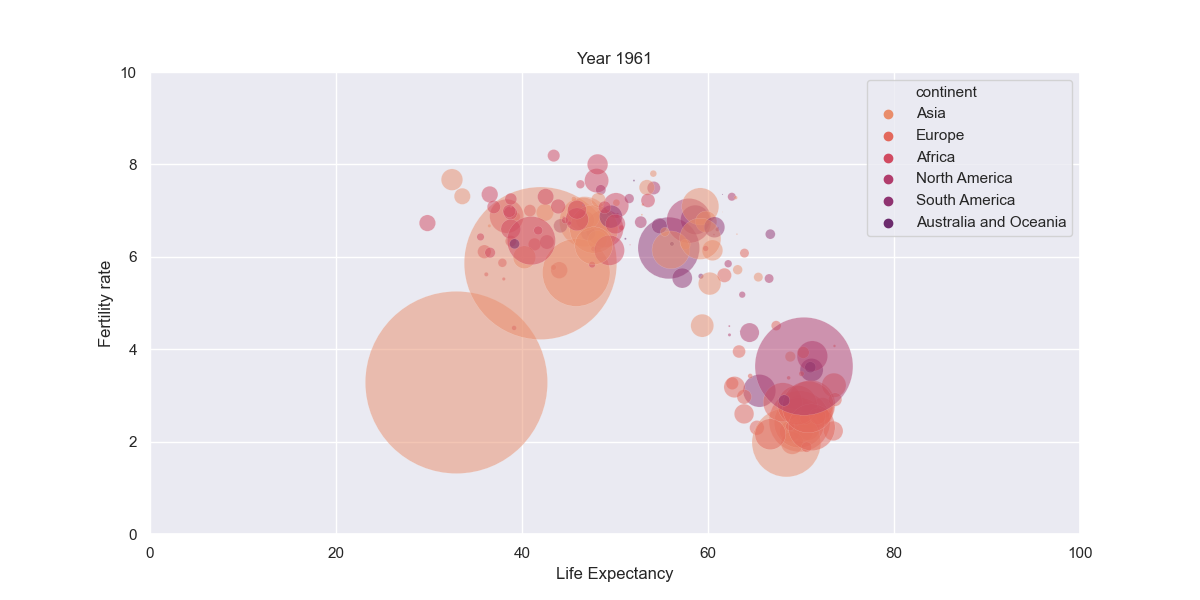 Year 1961
10
8
6
4
2
0
Fertility rate
0 20 40 60 80 100
Life Expectancy
continent
Asia
Europe
Africa
North America
South America
Australia and Oceania